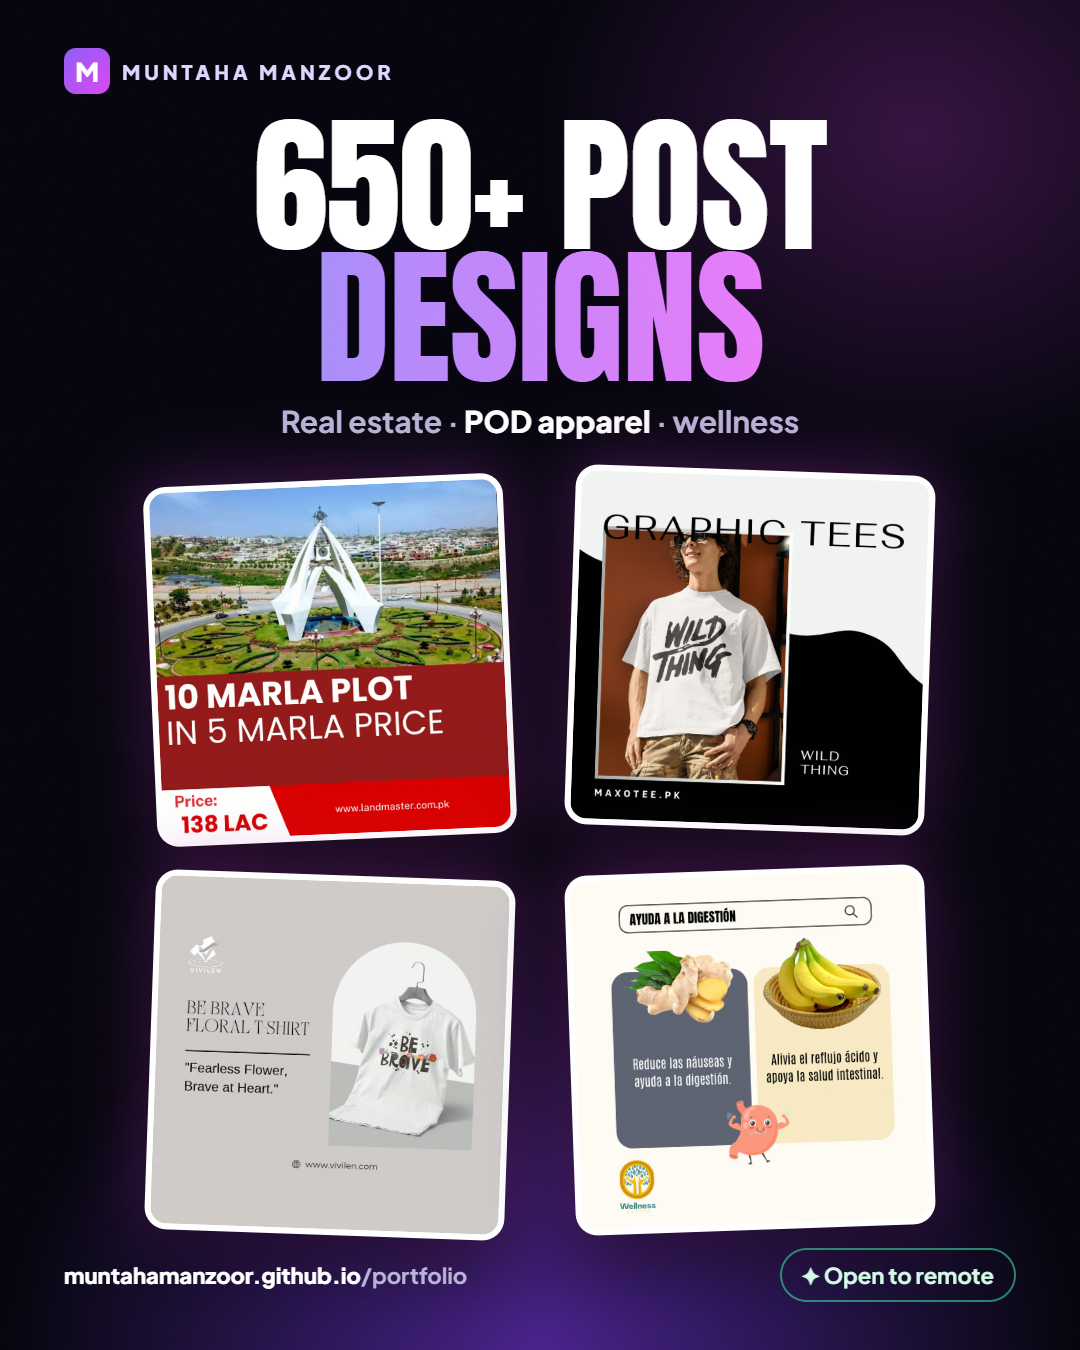 M MUNTAHA MANZOOR
650+ POST
DESIGNS
Real estate · POD apparel · wellness
10 MARLA PLOT
IN 5 MARLA PRICE
Price:
138 LAC
www.landmaster.com.pk
GRAPHIC TEES
WILD
THING
WILD
THING
MAXOTEE.PK
VIVILEN
BE BRAVE
FLORAL T SHIRT
"Fearless Flower,
Brave at Heart."
BE
BRAVE
www.vivilen.com
AYUDA A LA DIGESTIÓN
Reduce las náuseas y
ayuda a la digestión.
Alivia el reflujo ácido y
apoya la salud intestinal.
Wellness
muntahamanzoor.github.io/portfolio
✦ Open to remote